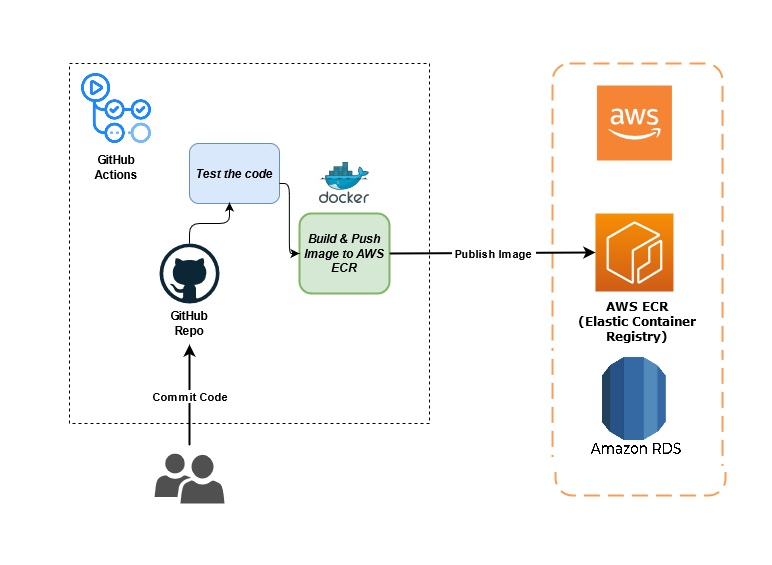 GitHub
Actions
Test the code
docker
Build & Push
Image to AWS
ECR
GitHub
Repo
Commit Code
Publish Image
aws
AWS ECR
(Elastic Container
Registry)
Amazon RDS